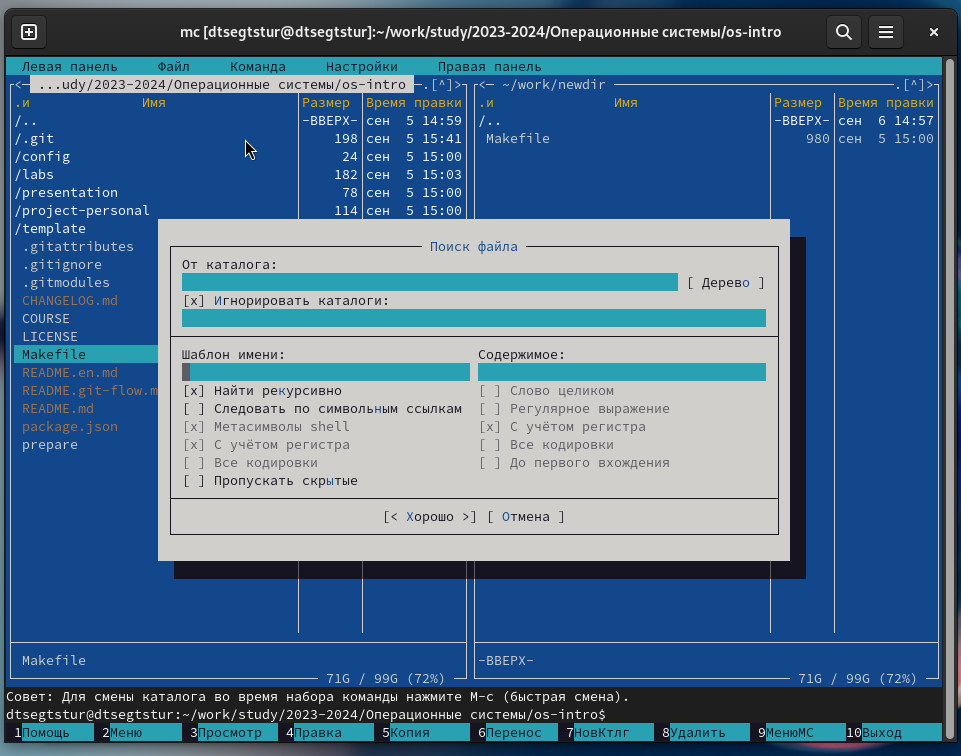 mc [dtsegtstur@dtsegtstur]:~/work/study/2023-2024/Операционные системы/os-intro
Левая панель Файл Команда Настройки Правая панель
<— ...udy/2023-2024/Операционные системы/os-intro —.[^]> <— ~/work/newdir —.[^]>
.и Имя Размер Время правки .и Имя Размер Время правки
/.. -ВВЕРХ- сен 5 14:59 /.. -ВВЕРХ- сен 6 14:57
/.git 198 сен 5 15:41 Makefile 980 сен 5 15:00
/config 24 сен 5 15:00
/labs 182 сен 5 15:03
/presentation 78 сен 5 15:00
/project-personal 114 сен 5 15:00
/template
.gitattributes
.gitignore
.gitmodules
CHANGELOG.md
COURSE
LICENSE
Makefile
README.en.md
README.git-flow.m
README.md
package.json
prepare
Поиск файла
От каталога:
[ Дерево ]
[x] Игнорировать каталоги:
Шаблон имени: Содержимое:
[x] Найти рекурсивно [ ] Слово целиком
[ ] Следовать по символьным ссылкам [ ] Регулярное выражение
[x] Метасимволы shell [x] С учётом регистра
[x] С учётом регистра [ ] Все кодировки
[ ] Все кодировки [ ] До первого вхождения
[ ] Пропускать скрытые
[< Хорошо >] [ Отмена ]
Makefile -ВВЕРХ-
71G / 99G (72%) 71G / 99G (72%)
Совет: Для смены каталога во время набора команды нажмите M-c (быстрая смена).
dtsegtstur@dtsegtstur:~/work/study/2023-2024/Операционные системы/os-intro$
1Помощь 2Меню 3Просмотр 4Правка 5Копия 6Перенос 7НовКтлг 8Удалить 9МенюMC 10Выход